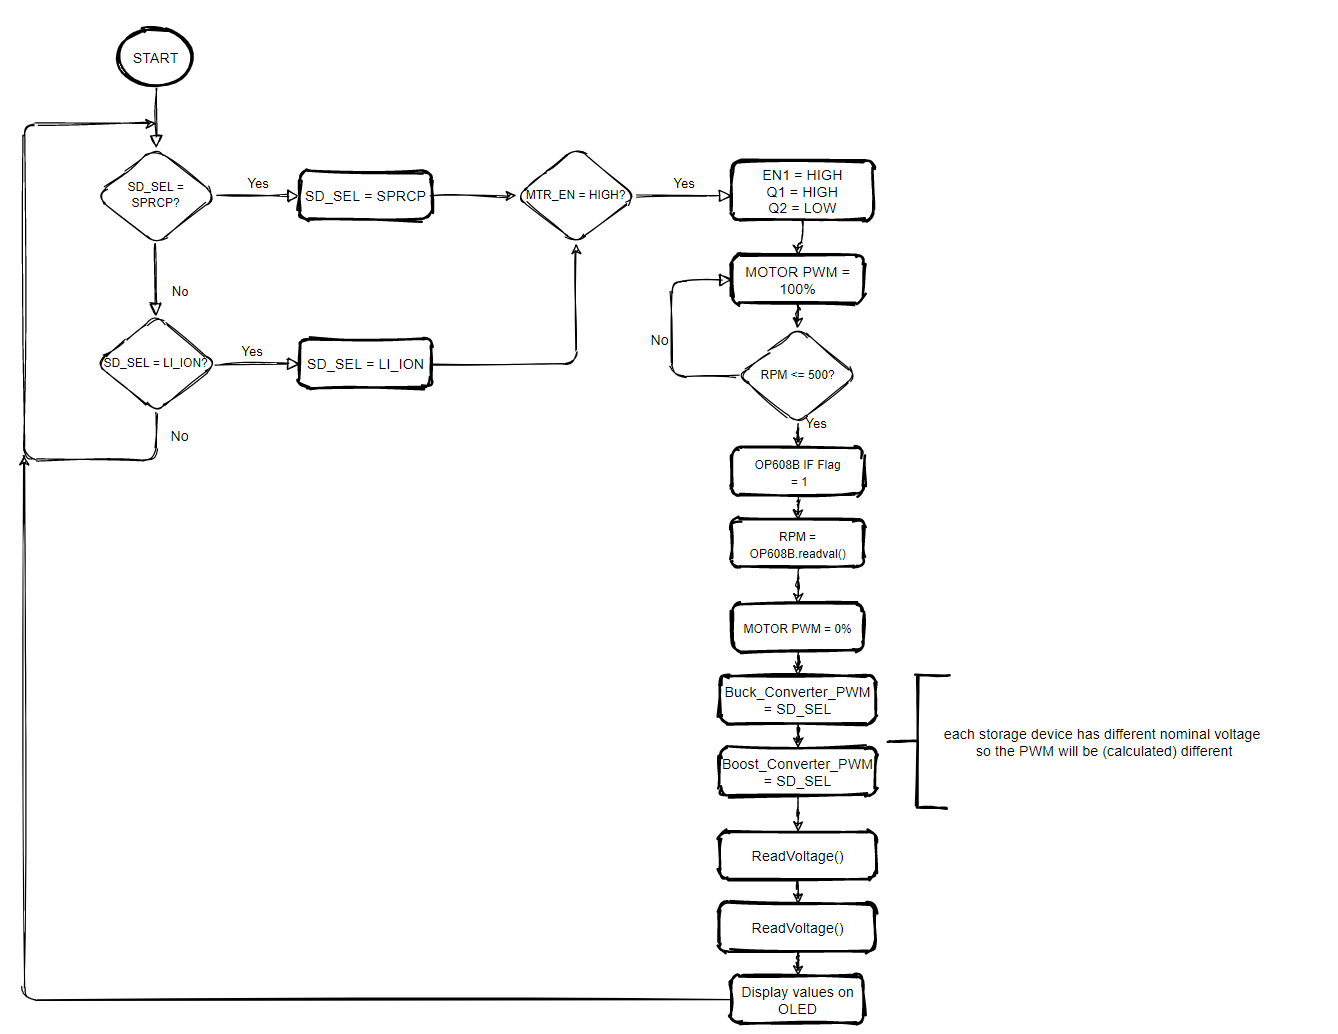 START
SD_SEL =
SPRCP?
Yes
SD_SEL = SPRCP
MTR_EN = HIGH?
Yes
EN1 = HIGH
Q1 = HIGH
Q2 = LOW
MOTOR PWM =
100%
No
RPM <= 500?
Yes
No
SD_SEL = LI_ION?
Yes
SD_SEL = LI_ION
No
OP608B IF Flag
= 1
RPM =
OP608B.readval()
MOTOR PWM = 0%
Buck_Converter_PWM
= SD_SEL
Boost_Converter_PWM
= SD_SEL
each storage device has different nominal voltage
so the PWM will be (calculated) different
ReadVoltage()
ReadVoltage()
Display values on
OLED